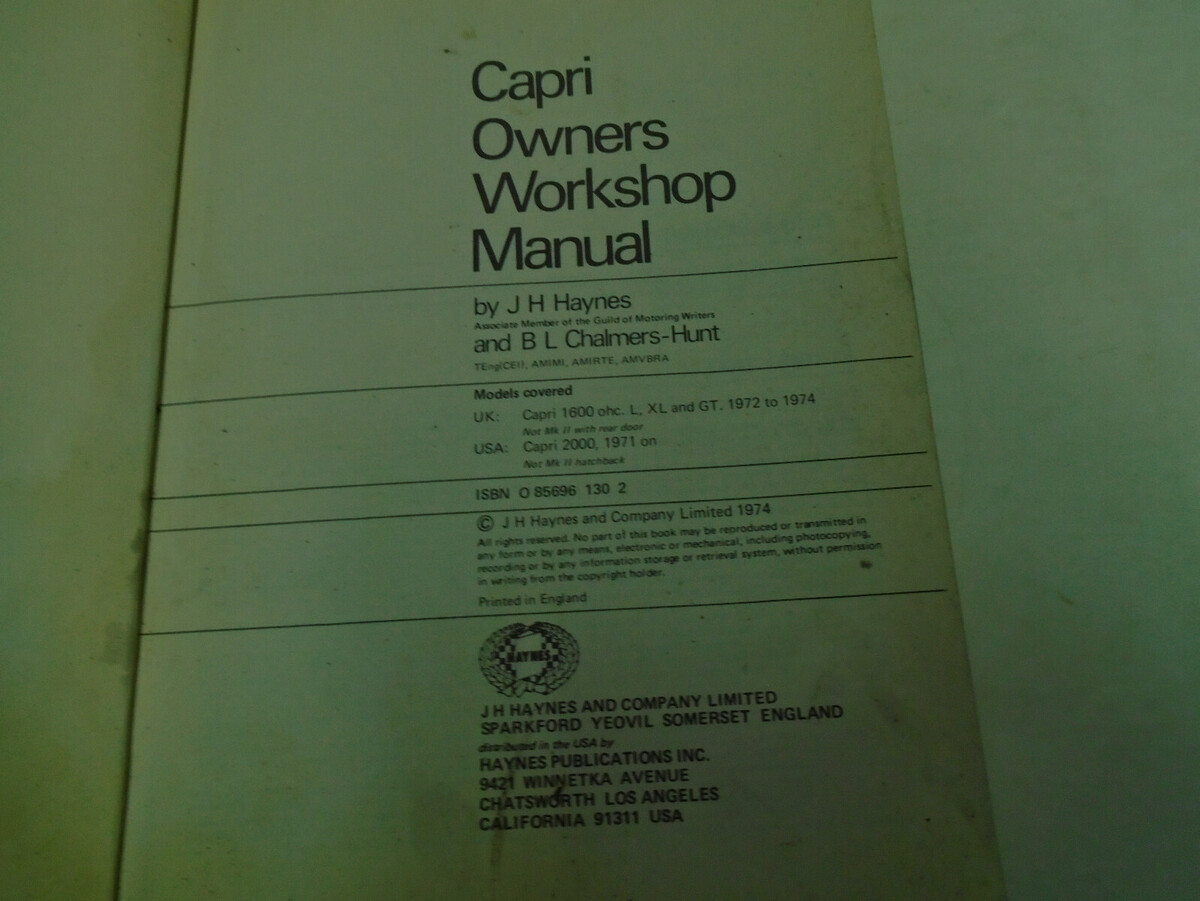 Capri
Owners
Workshop
Manual
by J H Haynes
Associate Member of the Guild of Motoring Writers
and B L Chalmers-Hunt
TEng(CEI), AMIMI, AMIRTE, AMVBRA
Models covered
UK: Capri 1600 ohc. L, XL and GT. 1972 to 1974
Not Mk II with rear door
USA: Capri 2000, 1971 on
Not Mk II hatchback
ISBN 0 85696 130 2
© J H Haynes and Company Limited 1974
All rights reserved. No part of this book may be reproduced or transmitted in
any form or by any means, electronic or mechanical, including photocopying,
recording or by any information storage or retrieval system, without permission
in writing from the copyright holder.
Printed in England
HAYNES
J H HAYNES AND COMPANY LIMITED
SPARKFORD YEOVIL SOMERSET ENGLAND
distributed in the USA by
HAYNES PUBLICATIONS INC.
9421 WINNETKA AVENUE
CHATSWORTH LOS ANGELES
CALIFORNIA 91311 USA